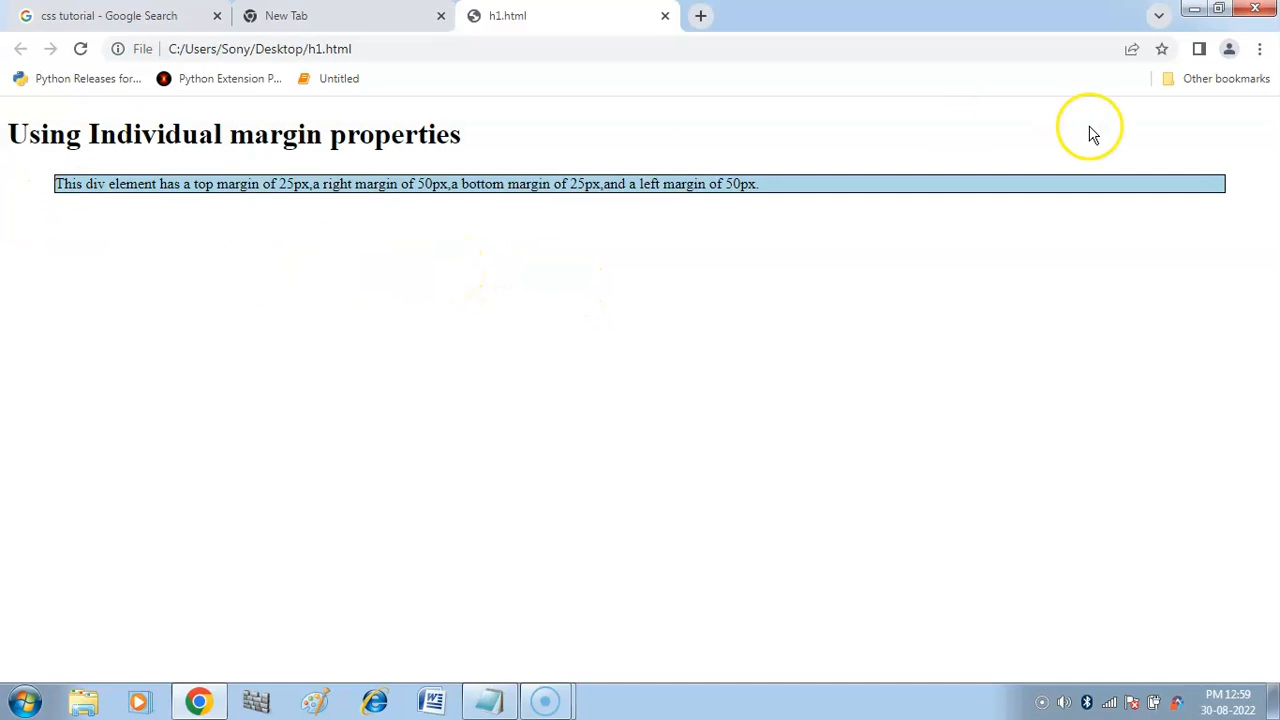 css tutorial - Google Search
New Tab
h1.html
File
C:/Users/Sony/Desktop/h1.html
Python Releases for...
Python Extension P...
Untitled
Other bookmarks
Using Individual margin properties
This div element has a top margin of 25px,a right margin of 50px,a bottom margin of 25px,and a left margin of 50px.
PM 12:59
30-08-2022